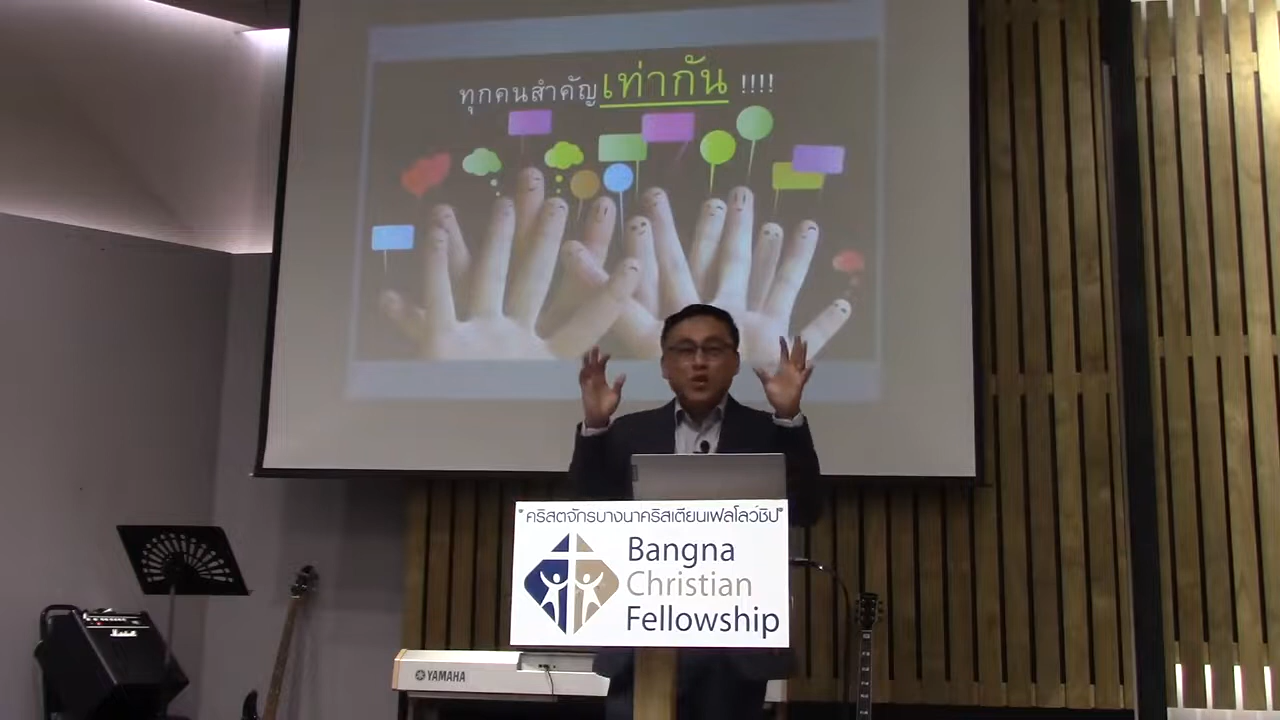 ทุกคนสำคัญเท่ากัน !!!!
"คริสตจักรบางนาคริสเตียนเฟลโลว์ชิป"
Bangna
Christian
Fellowship
YAMAHA
Marshall